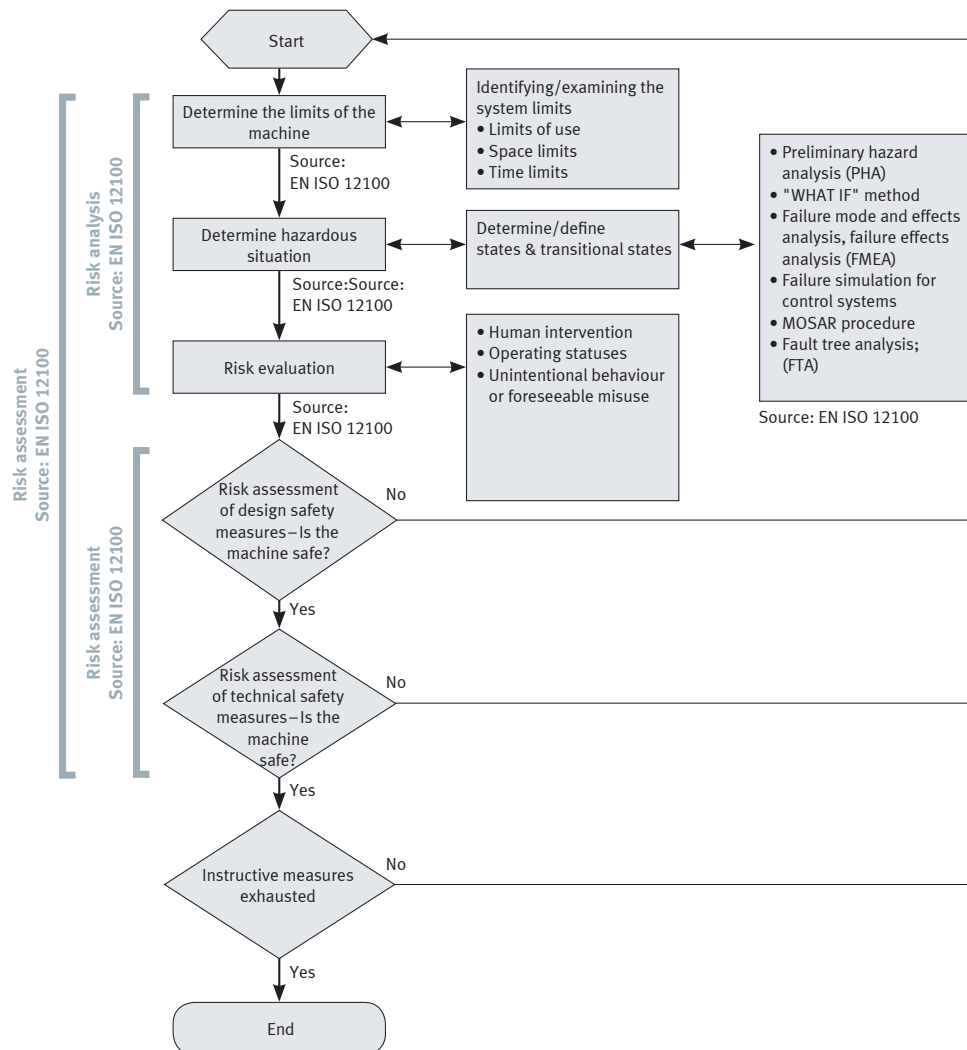 Start
Determine the limits of the
machine
Identifying/examining the
system limits
• Limits of use
• Space limits
• Time limits
Source:
EN ISO 12100
Determine hazardous
situation
Determine/define
states & transitional states
• Preliminary hazard
analysis (PHA)
• "WHAT IF" method
• Failure mode and effects
analysis, failure effects
analysis (FMEA)
• Failure simulation for
control systems
• MOSAR procedure
• Fault tree analysis;
(FTA)
Source: EN ISO 12100
Source:Source:
EN ISO 12100
Risk evaluation
• Human intervention
• Operating statuses
• Unintentional behaviour
or foreseeable misuse
Source:
EN ISO 12100
Risk assessment
of design safety
measures–Is the
machine safe?
No
Yes
Risk assessment
of technical safety
measures–Is the
machine
safe?
No
Yes
Instructive measures
exhausted
No
Yes
End
Risk analysis
Source: EN ISO 12100
Risk assessment
Source: EN ISO 12100
Risk assessment
Source: EN ISO 12100